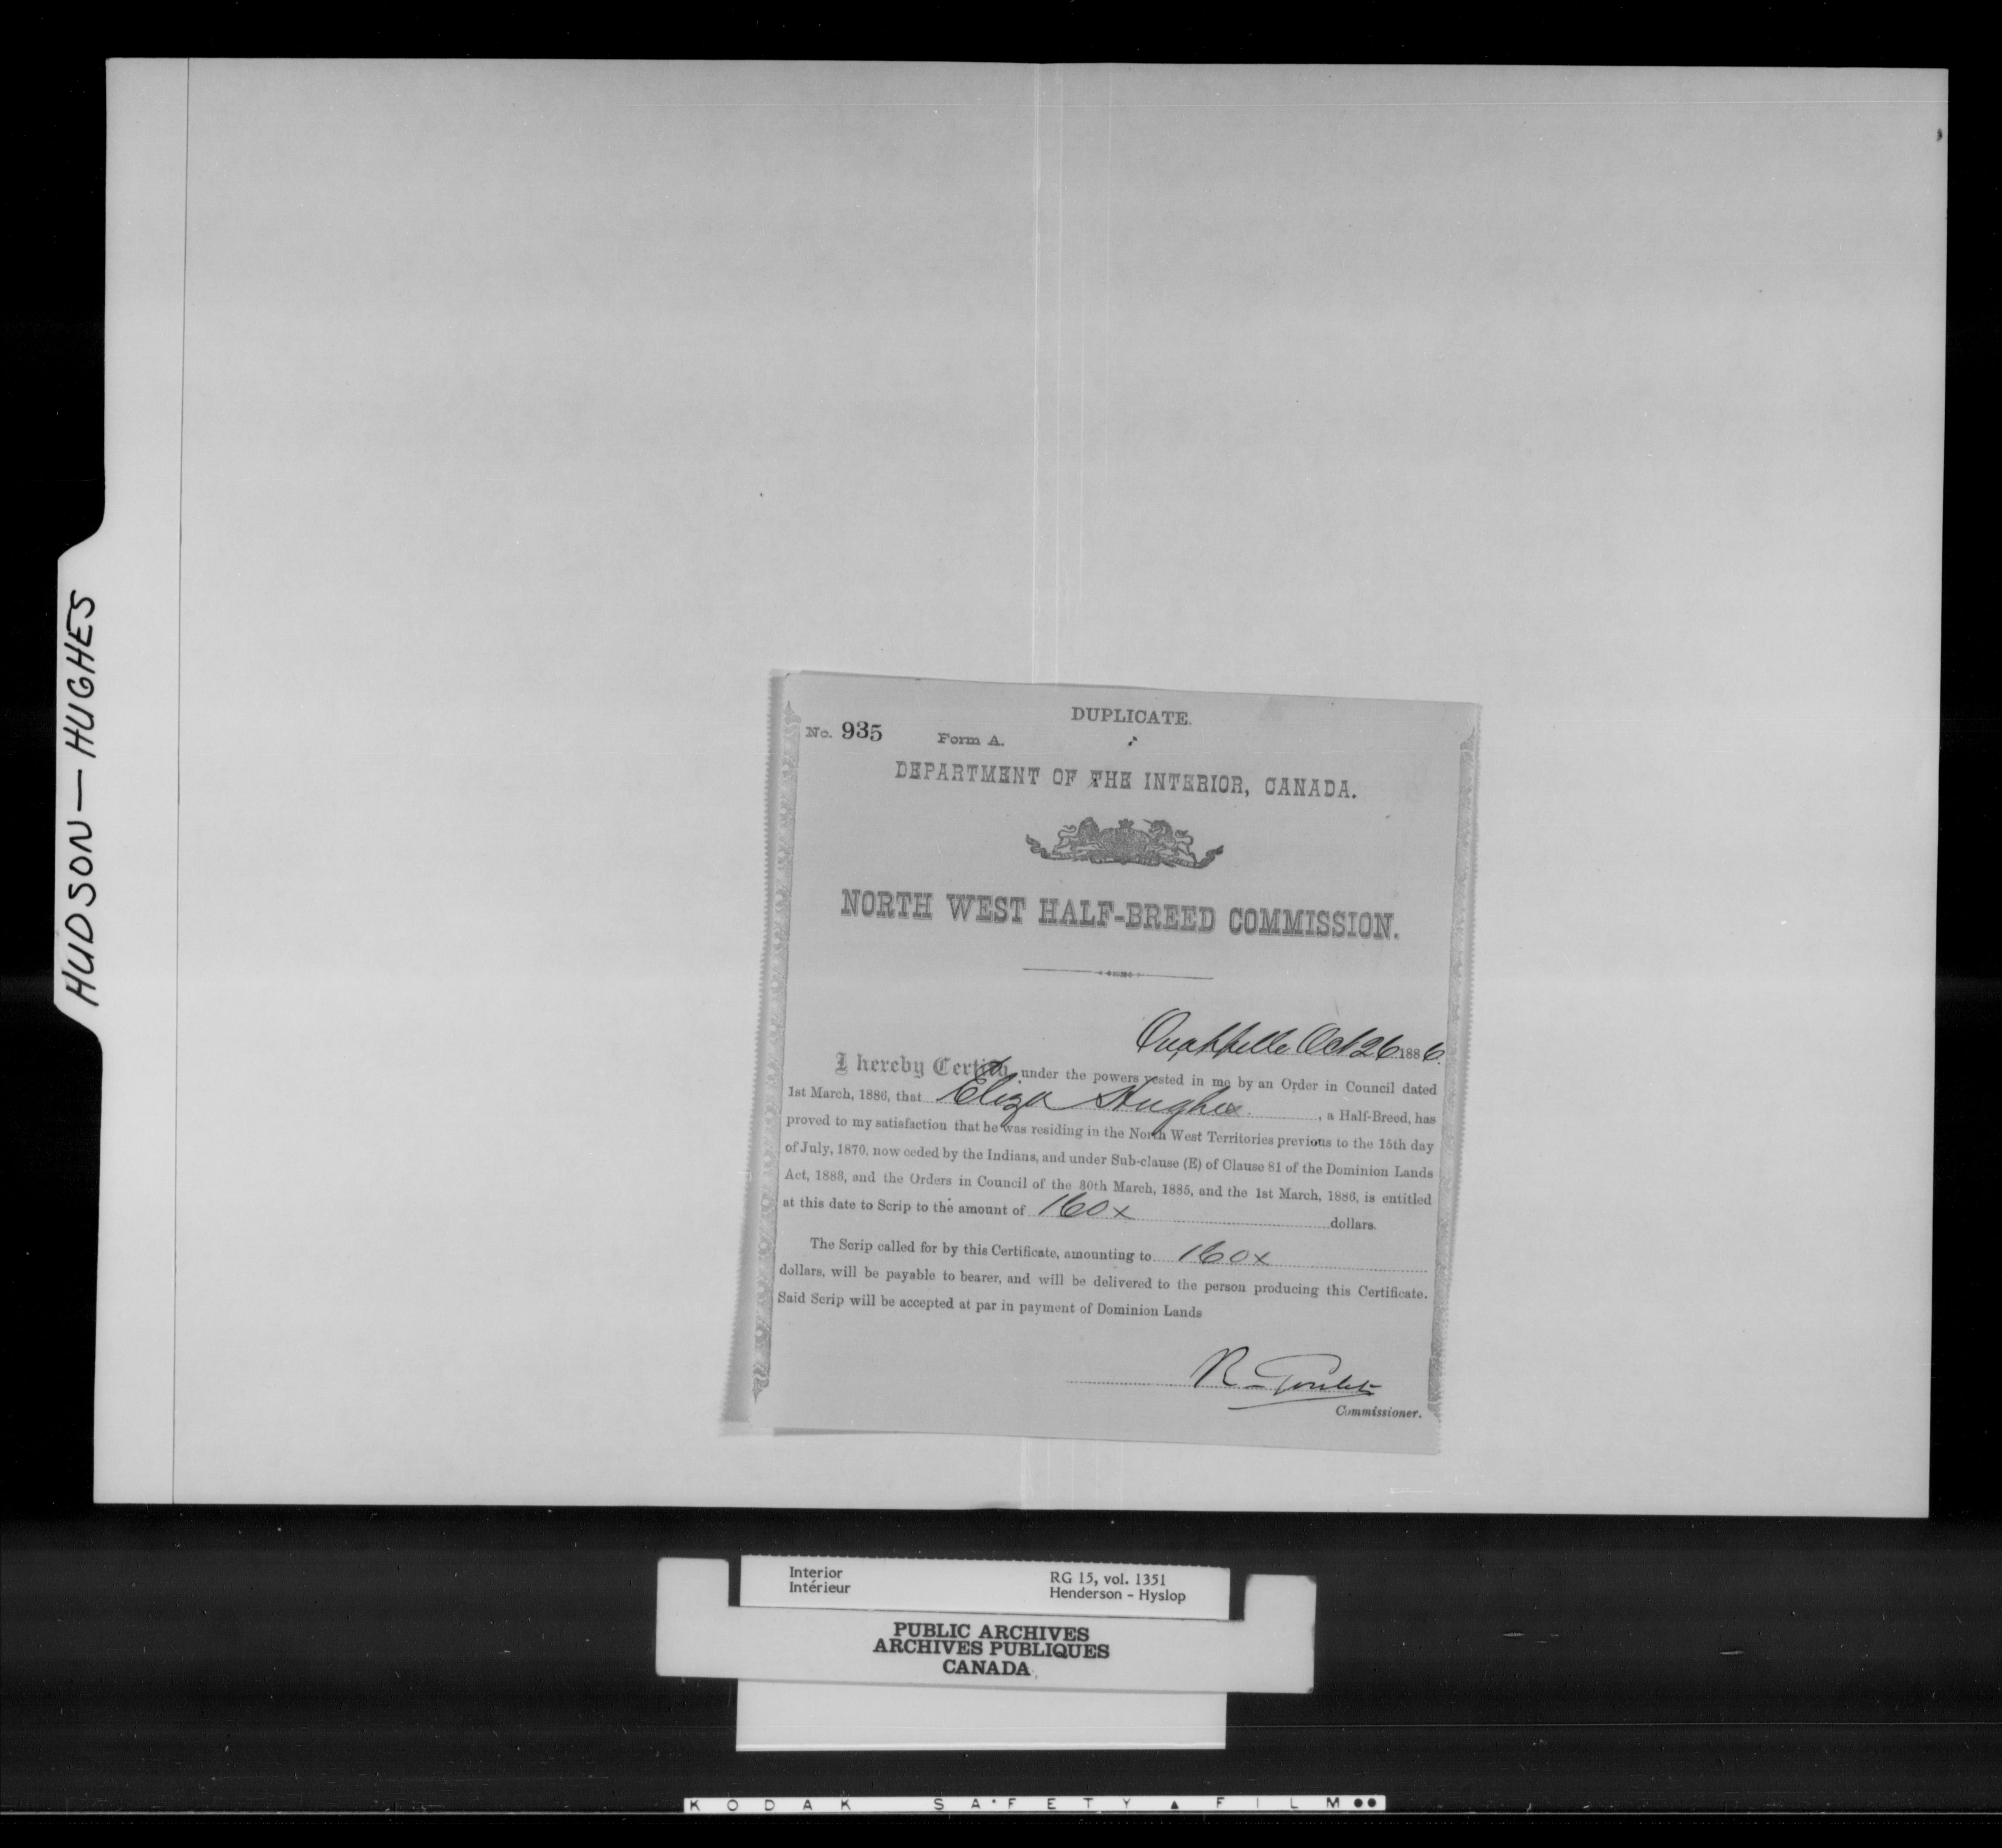 HUDSON — HUGHES
DUPLICATE.
No. 935 Form A.
DEPARTMENT OF THE INTERIOR, CANADA.
NORTH WEST HALF-BREED COMMISSION.
Quappelle Oct 26 1886.
I hereby Certify, under the powers vested in me by an Order in Council dated
1st March, 1886, that Eliza Hughes. , a Half-Breed, has
proved to my satisfaction that he was residing in the North West Territories previous to the 15th day
of July, 1870, now ceded by the Indians, and under Sub-clause (E) of Clause 81 of the Dominion Lands
Act, 1883, and the Orders in Council of the 30th March, 1885, and the 1st March, 1886, is entitled
at this date to Scrip to the amount of 160x dollars.
The Scrip called for by this Certificate, amounting to 160x
dollars, will be payable to bearer, and will be delivered to the person producing this Certificate.
Said Scrip will be accepted at par in payment of Dominion Lands
R Goulet
Commissioner.
Interior RG 15, vol. 1351
Intérieur Henderson - Hyslop
PUBLIC ARCHIVES
ARCHIVES PUBLIQUES
CANADA
KODAK SAFETY ▲ FILM ●●